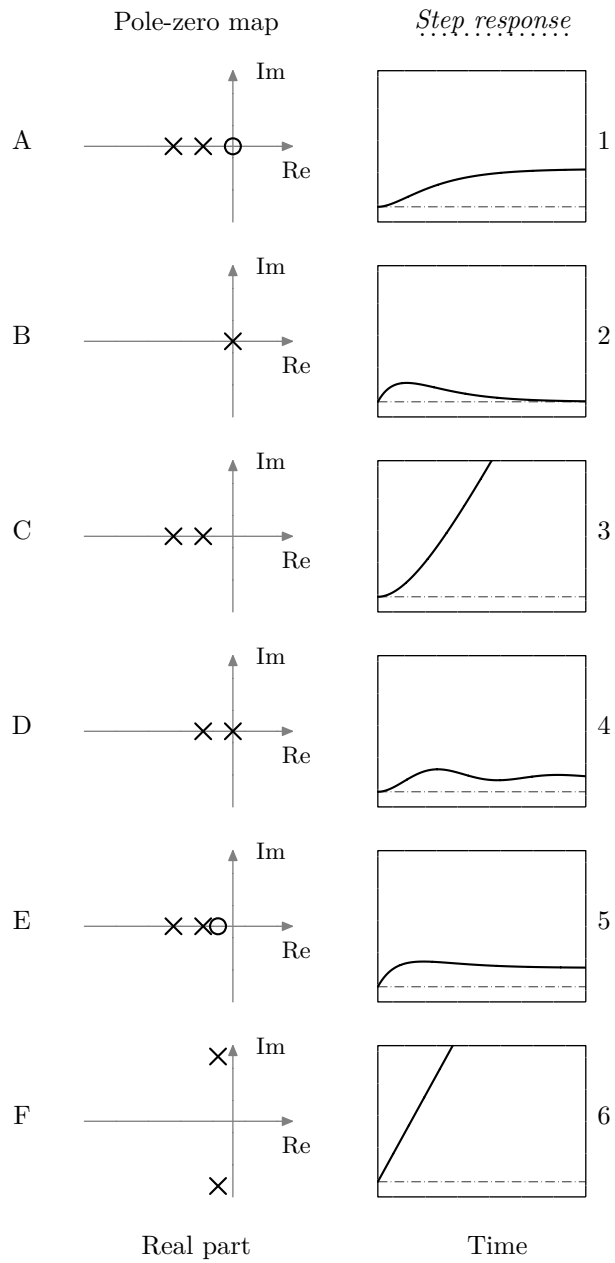 Pole-zero map
Step response
Im
A
Re
1
Im
B
Re
2
Im
C
Re
3
Im
D
Re
4
Im
E
Re
5
Im
F
Re
6
Real part
Time